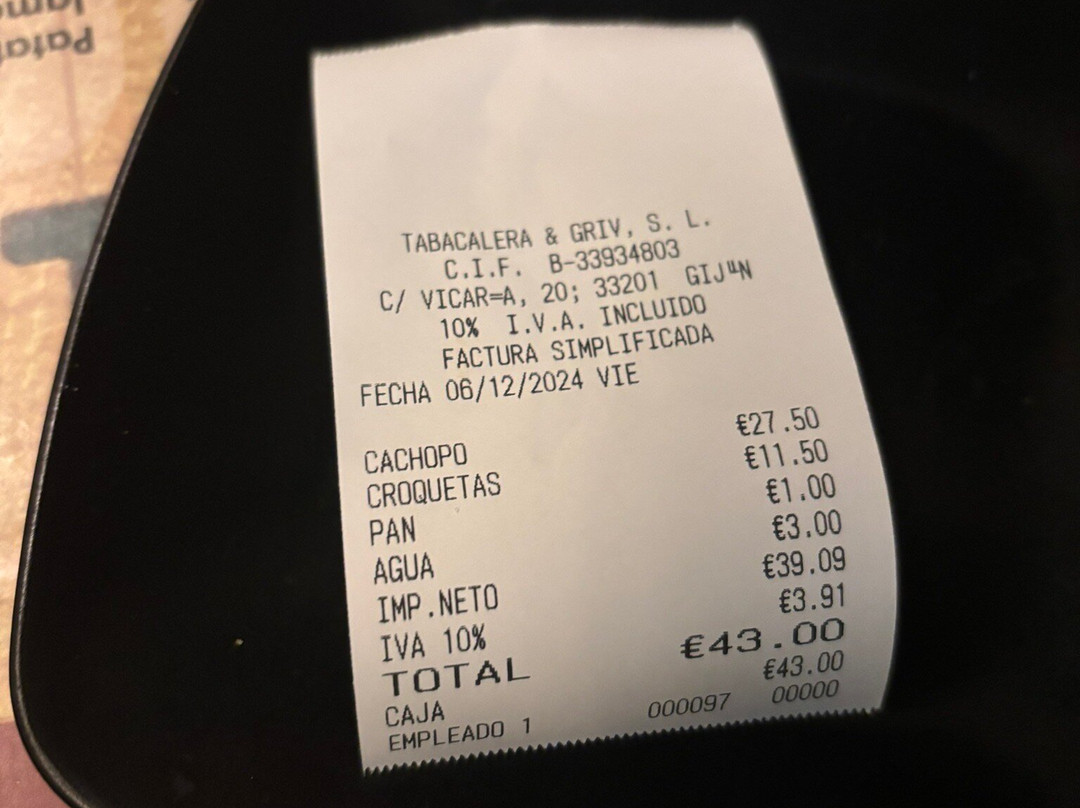 Jamo
Pata
TABACALERA & GRIV, S. L.
C.I.F. B-33934803
C/ VICAR=A, 20; 33201 GIJ╨N
10% I.V.A. INCLUIDO
FACTURA SIMPLIFICADA
FECHA 06/12/2024 VIE
CACHOPO €27.50
CROQUETAS €11.50
PAN €1.00
AGUA €3.00
IMP.NETO €39.09
IVA 10% €3.91
TOTAL €43.00
CAJA €43.00
EMPLEADO 1 000097 00000